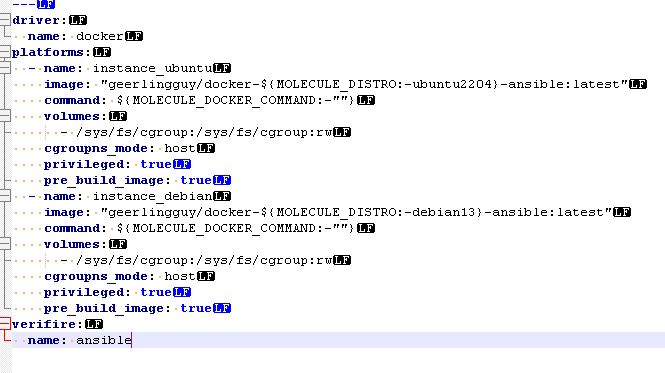 ---LF
driver:LF
  name: dockerLF
platforms:LF
  - name: instance_ubuntuLF
    image: "geerlingguy/docker-${MOLECULE_DISTRO:-ubuntu2204}-ansible:latest"LF
    command: ${MOLECULE_DOCKER_COMMAND:-""}LF
    volumes:LF
      - /sys/fs/cgroup:/sys/fs/cgroup:rwLF
    cgroupns_mode: hostLF
    privileged: trueLF
    pre_build_image: trueLF
  - name: instance_debianLF
    image: "geerlingguy/docker-${MOLECULE_DISTRO:-debian13}-ansible:latest"LF
    command: ${MOLECULE_DOCKER_COMMAND:-""}LF
    volumes:LF
      - /sys/fs/cgroup:/sys/fs/cgroup:rwLF
    cgroupns_mode: hostLF
    privileged: trueLF
    pre_build_image: trueLF
verifire:LF
  name: ansible